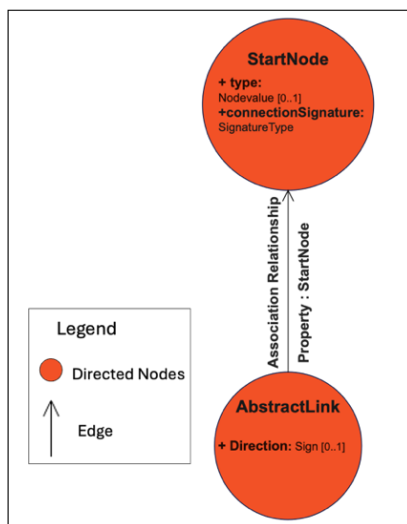 StartNode
+ type:
Nodevalue [0..1]
+connectionSignature:
SignatureType
Association Relationship
Property : StartNode
Legend
Directed Nodes
Edge
AbstractLink
+ Direction: Sign [0..1]